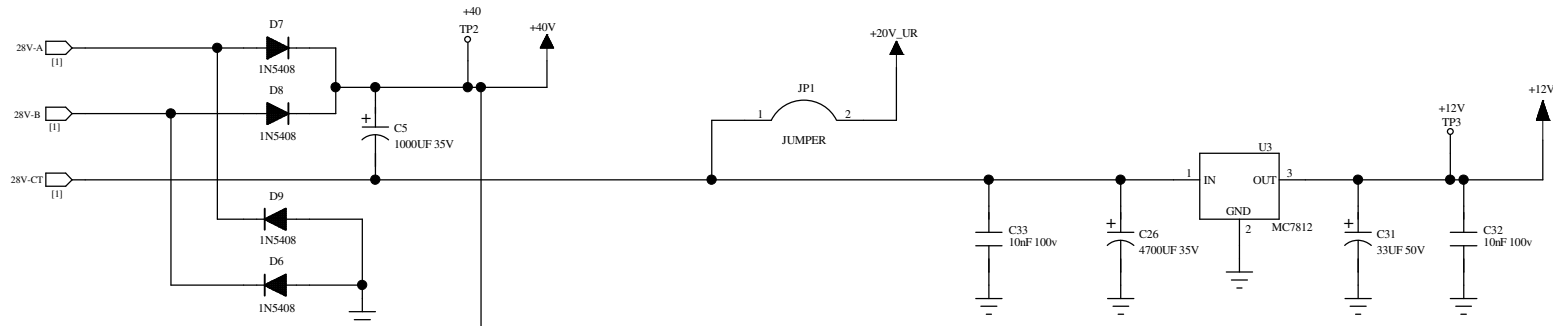 28V-A
[1]
28V-B
[1]
28V-CT
[1]
D7
1N5408
D8
1N5408
D9
1N5408
D6
1N5408
+
C5
1000UF 35V
+40
TP2
+40V
JP1
1
2
JUMPER
+20V_UR
C33
10nF 100v
+
C26
4700UF 35V
U3
1
IN
OUT
3
GND
2
MC7812
+
C31
33UF 50V
+12V
TP3
C32
10nF 100v
+12V